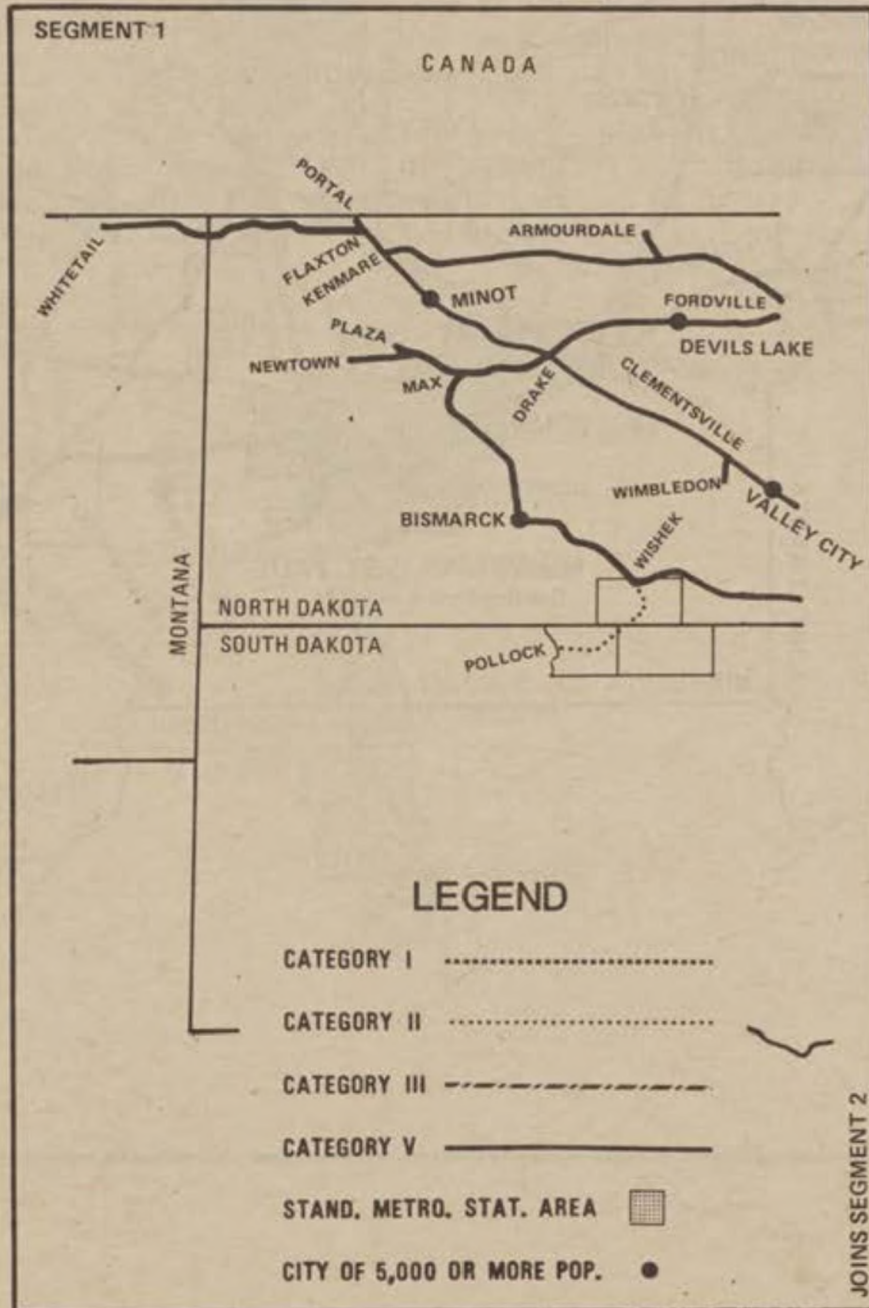 SEGMENT 1
CANADA
PORTAL
WHITETAIL
FLAXTON
KENMARE
ARMOURDALE
MINOT
FORDVILLE
DEVILS LAKE
PLAZA
NEWTOWN
MAX
DRAKE
CLEMENTSVILLE
WIMBLEDON
VALLEY CITY
BISMARCK
WISHEK
MONTANA
NORTH DAKOTA
SOUTH DAKOTA
POLLOCK
LEGEND
CATEGORY I
CATEGORY II
CATEGORY III
CATEGORY V
STAND. METRO. STAT. AREA
CITY OF 5,000 OR MORE POP.
JOINS SEGMENT 2